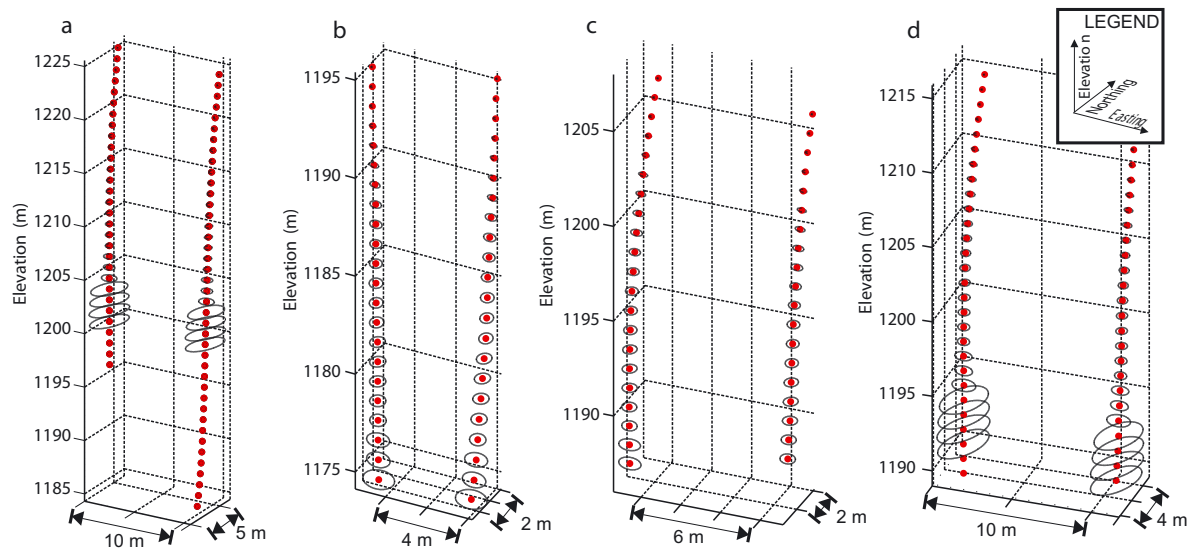 a
b
c
d
LEGEND
Elevation
Northing
Easting
Elevation (m)
1225
1220
1215
1210
1205
1200
1195
1190
1185
10 m
5 m
Elevation (m)
1195
1190
1185
1180
1175
4 m
2 m
Elevation (m)
1205
1200
1195
1190
6 m
2 m
Elevation (m)
1215
1210
1205
1200
1195
1190
10 m
4 m